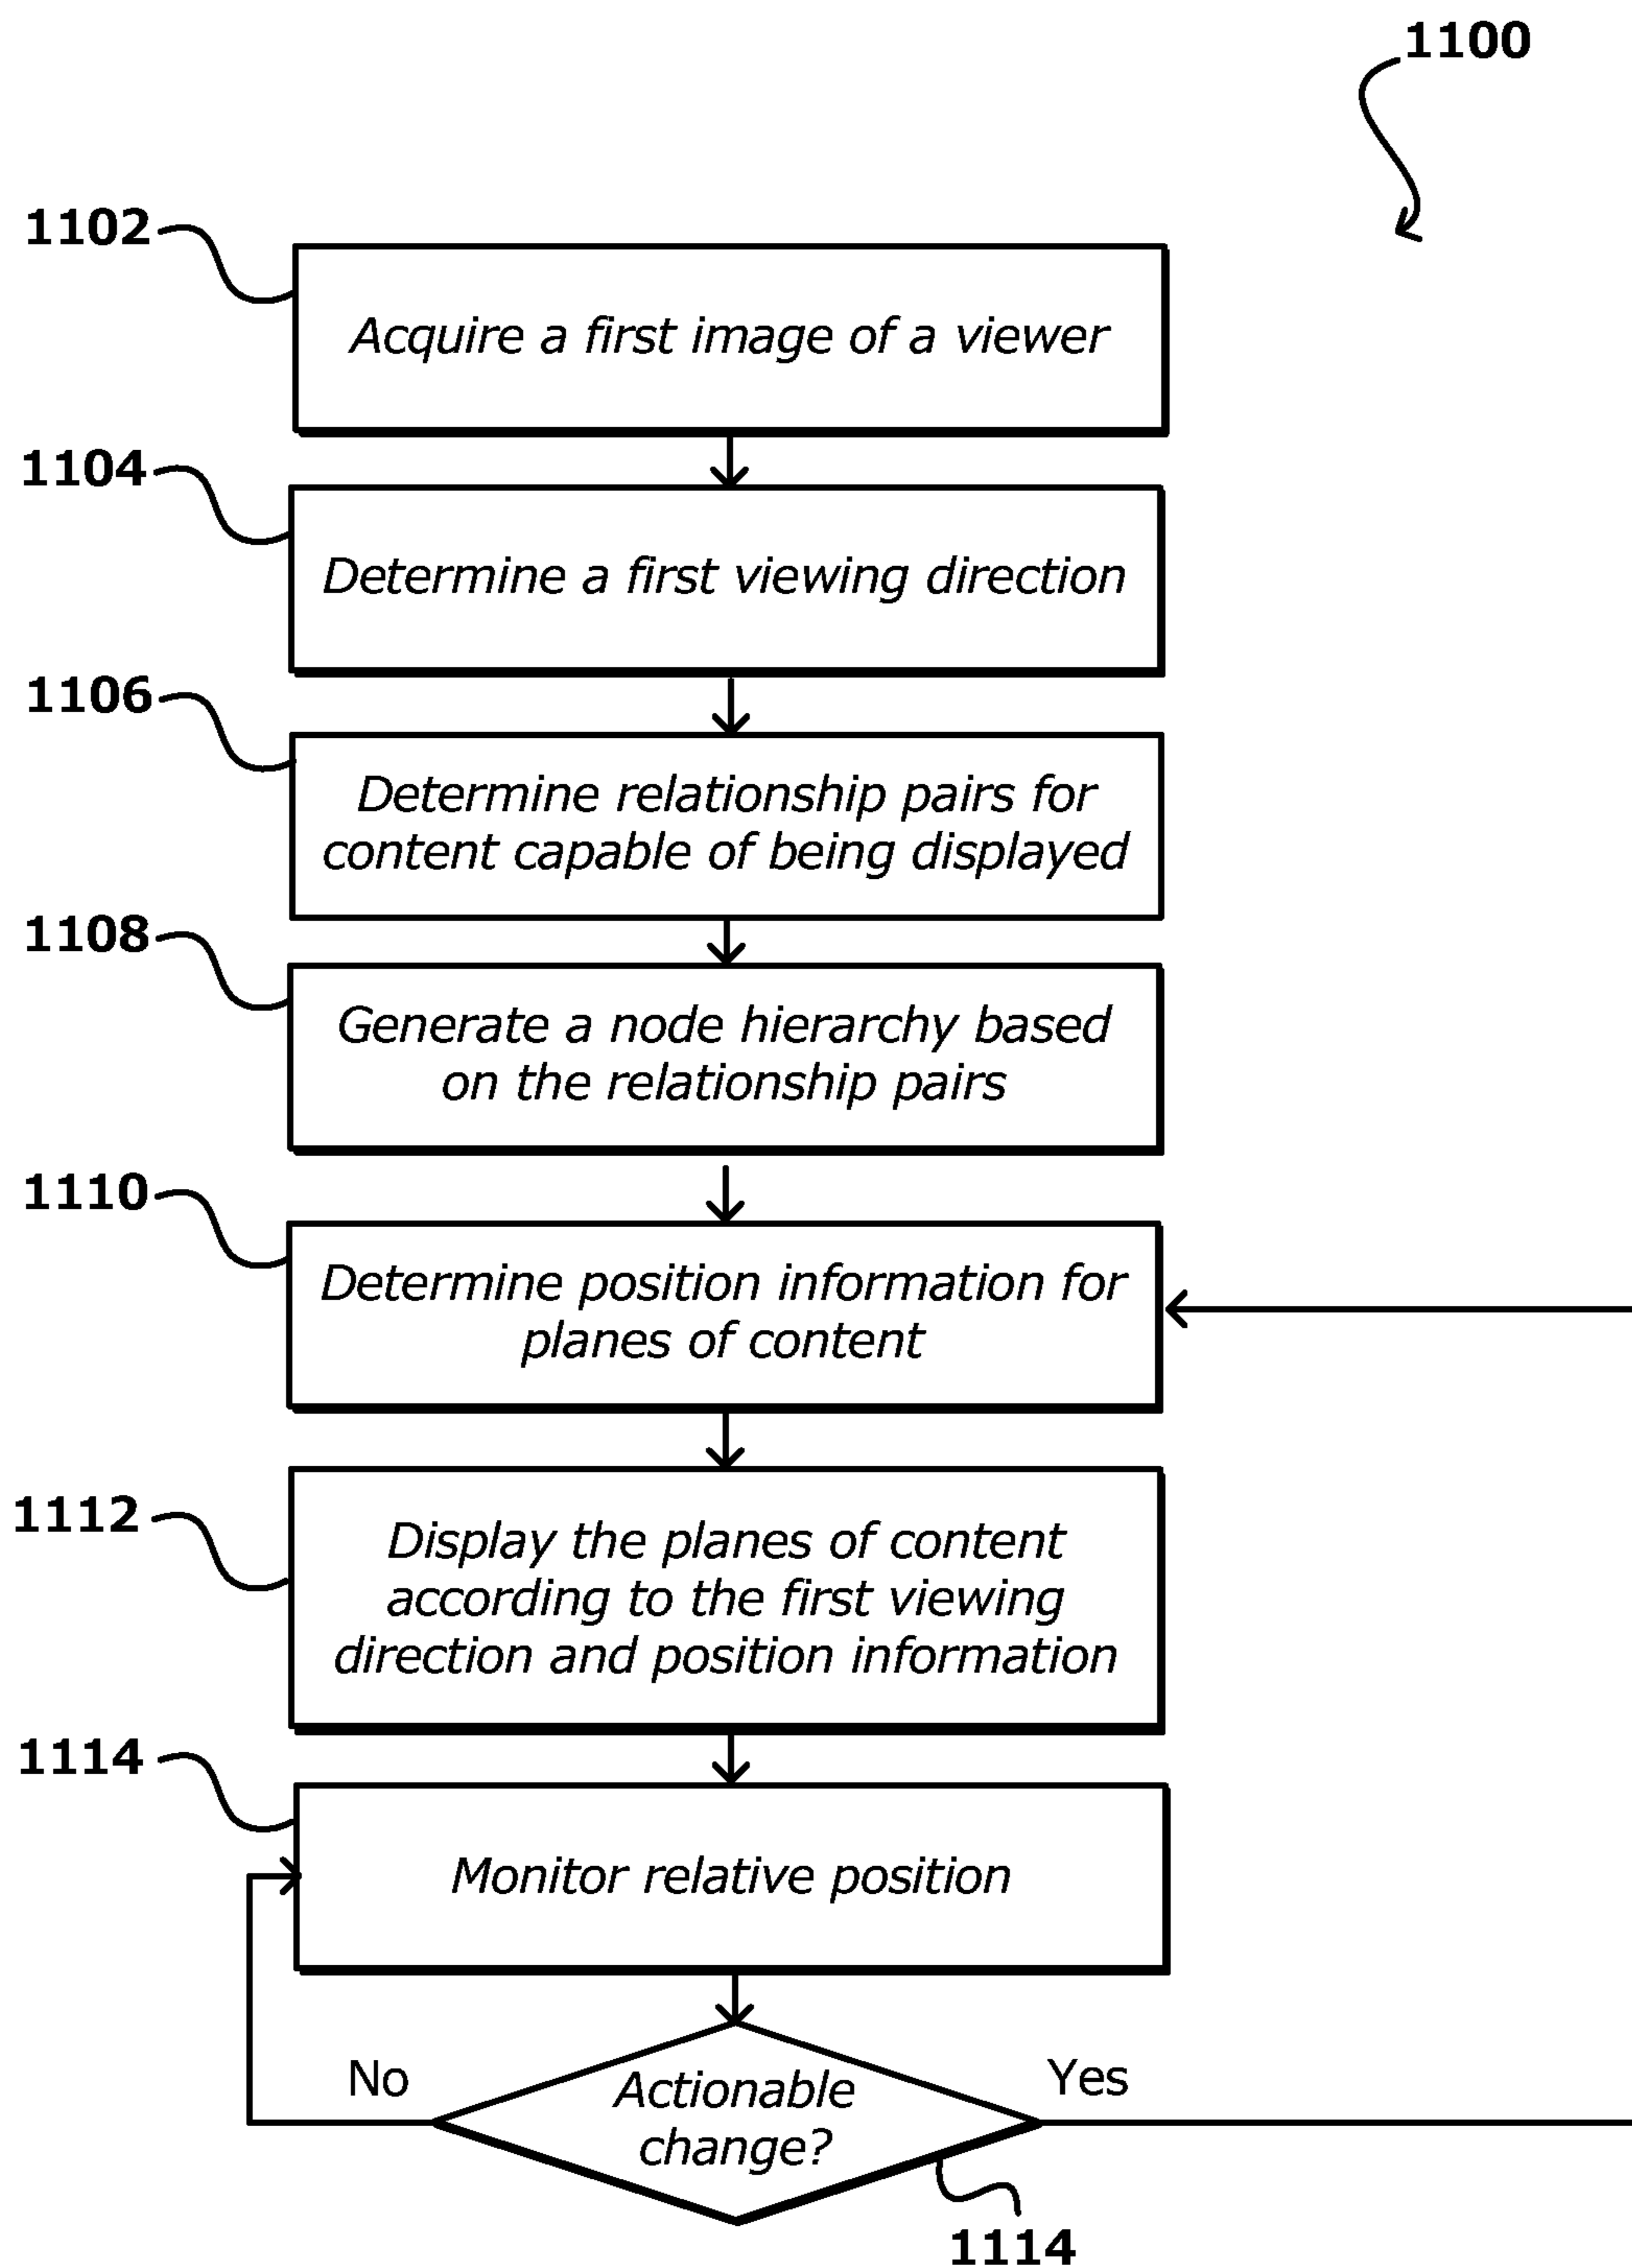 1100
1102
Acquire a first image of a viewer
1104
Determine a first viewing direction
1106
Determine relationship pairs for
content capable of being displayed
1108
Generate a node hierarchy based
on the relationship pairs
1110
Determine position information for
planes of content
1112
Display the planes of content
according to the first viewing
direction and position information
1114
Monitor relative position
No
Actionable
change?
Yes
1114